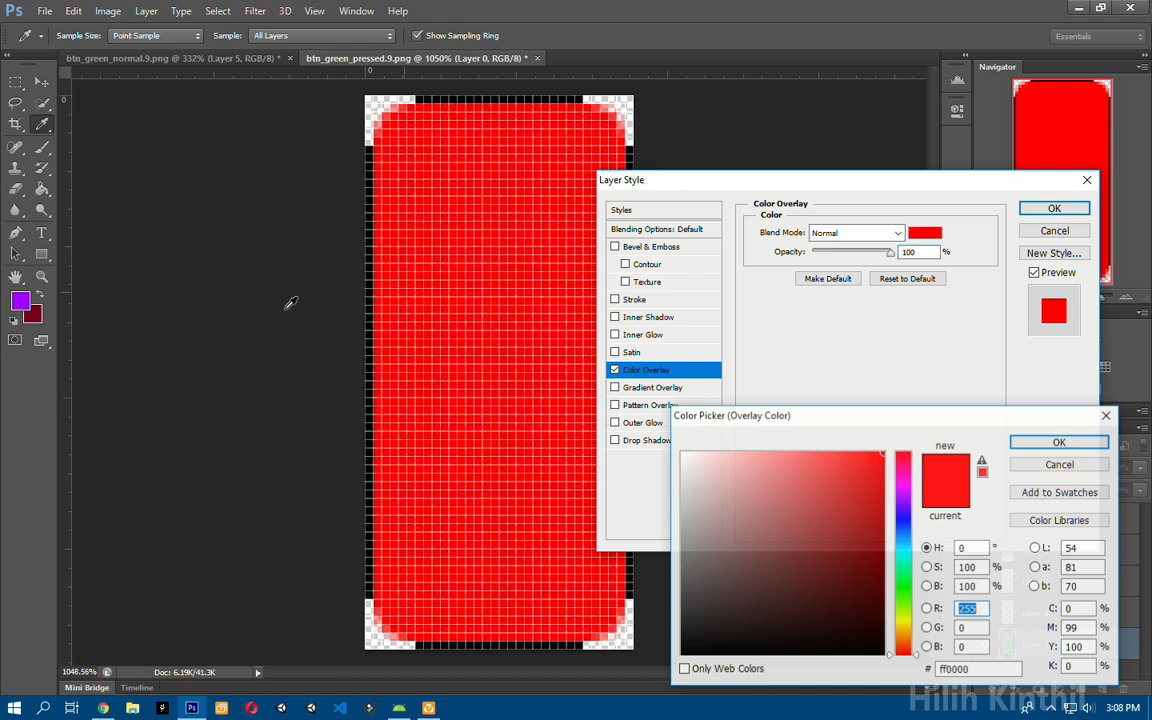 Ps File Edit Image Layer Type Select Filter 3D View Window Help
Sample Size: Point Sample Sample: All Layers Show Sampling Ring Essentials
btn_green_normal.9.png @ 332% (Layer 5, RGB/8) * × btn_green_pressed.9.png @ 1050% (Layer 0, RGB/8) * ×
Navigator
0
0
Layer Style
Styles
Blending Options: Default
Bevel & Emboss
Contour
Texture
Stroke
Inner Shadow
Inner Glow
Satin
Color Overlay
Gradient Overlay
Pattern Overlay
Outer Glow
Drop Shadow
Color Overlay
Color
Blend Mode: Normal
Opacity: 100 %
Make Default Reset to Default
OK
Cancel
New Style...
Preview
Color Picker (Overlay Color)
new
current
OK
Cancel
Add to Swatches
Color Libraries
H: 0 ° L: 54
S: 100 % a: 81
B: 100 % b: 70
R: 255 C: 0 %
G: 0 M: 99 %
B: 0 Y: 100 %
# ff0000 K: 0 %
Only Web Colors
1048.56% Doc: 6.19K/41.3K
Mini Bridge Timeline
3:08 PM